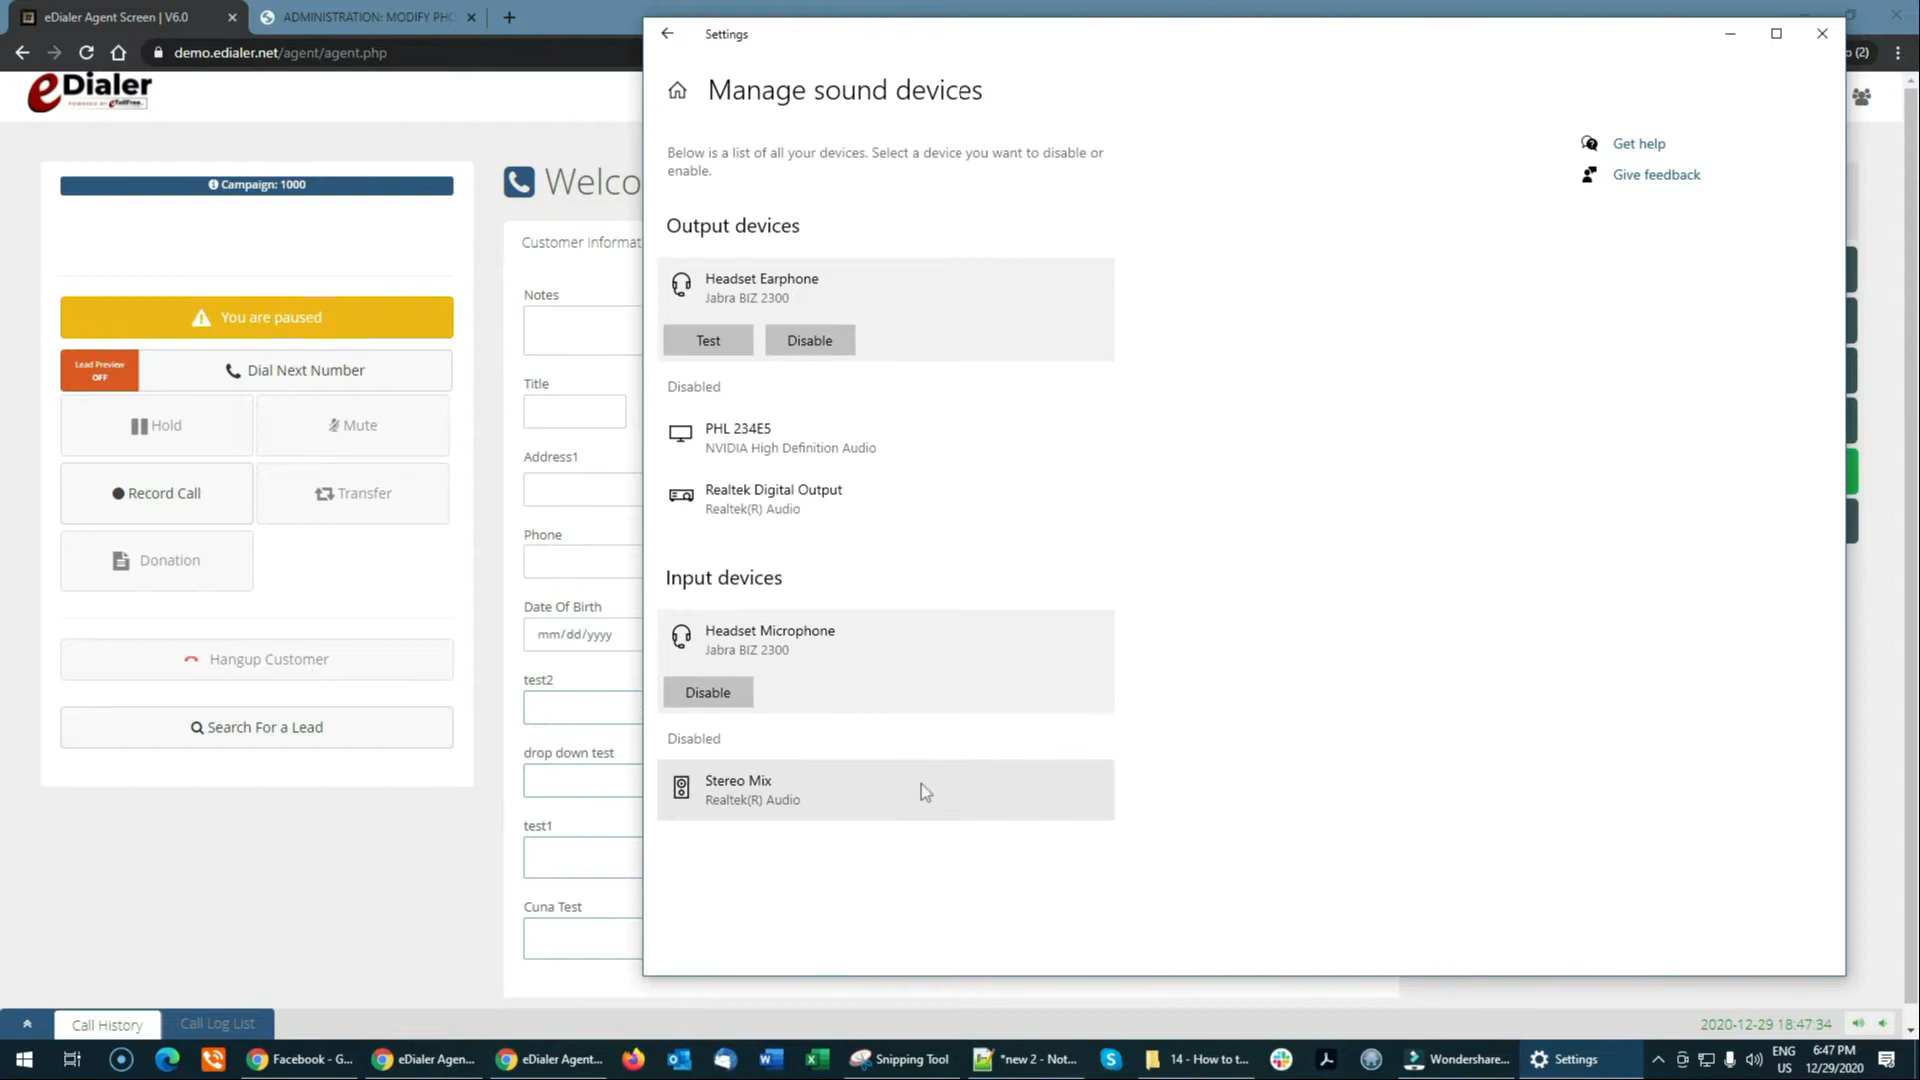 eDialer Agent Screen | V6.0
ADMINISTRATION: MODIFY PHO
demo.edialer.net/agent/agent.php
(2)
eDialer
POWERED BY eTollFree
Campaign: 1000
You are paused
Lead Preview
OFF
Dial Next Number
Hold
Mute
Record Call
Transfer
Donation
Hangup Customer
Search For a Lead
Welco
Customer Informat
Notes
Title
Address1
Phone
Date Of Birth
mm/dd/yyyy
test2
drop down test
test1
Cuna Test
Settings
Manage sound devices
Below is a list of all your devices. Select a device you want to disable or
enable.
Get help
Give feedback
Output devices
Headset Earphone
Jabra BIZ 2300
Test
Disable
Disabled
PHL 234E5
NVIDIA High Definition Audio
Realtek Digital Output
Realtek(R) Audio
Input devices
Headset Microphone
Jabra BIZ 2300
Disable
Disabled
Stereo Mix
Realtek(R) Audio
Call History
Call Log List
2020-12-29 18:47:34
Facebook - G...
eDialer Agen...
eDialer Agent...
Snipping Tool
*new 2 - Not...
14 - How to t...
Wondershare...
Settings
ENG
US
6:47 PM
12/29/2020